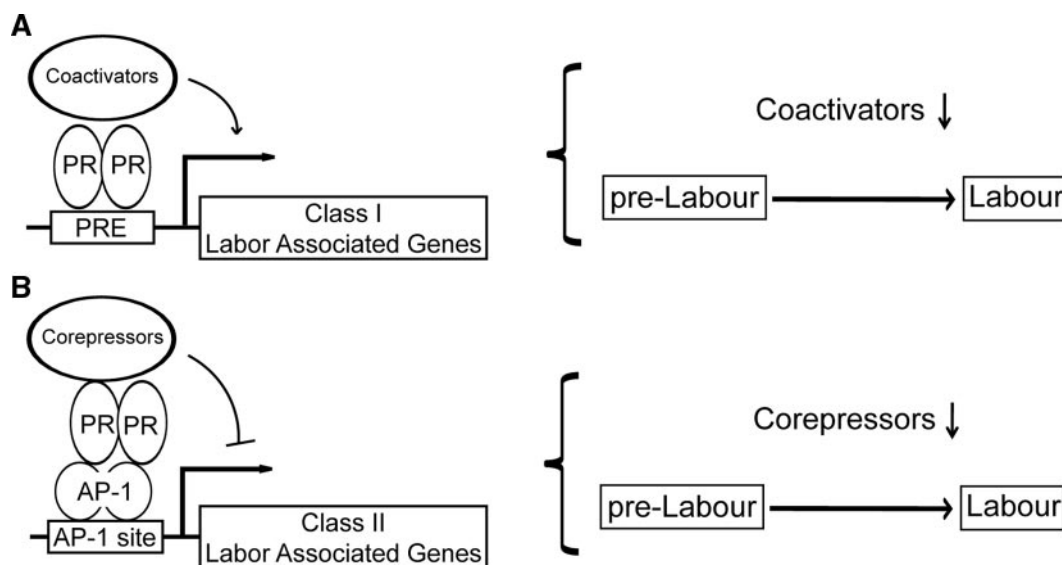 A
Coactivators
PR PR
PRE
Class I
Labor Associated Genes
Coactivators
pre-Labour
Labour
B
Corepressors
PR PR
AP-1
AP-1 site
Class II
Labor Associated Genes
Corepressors
pre-Labour
Labour